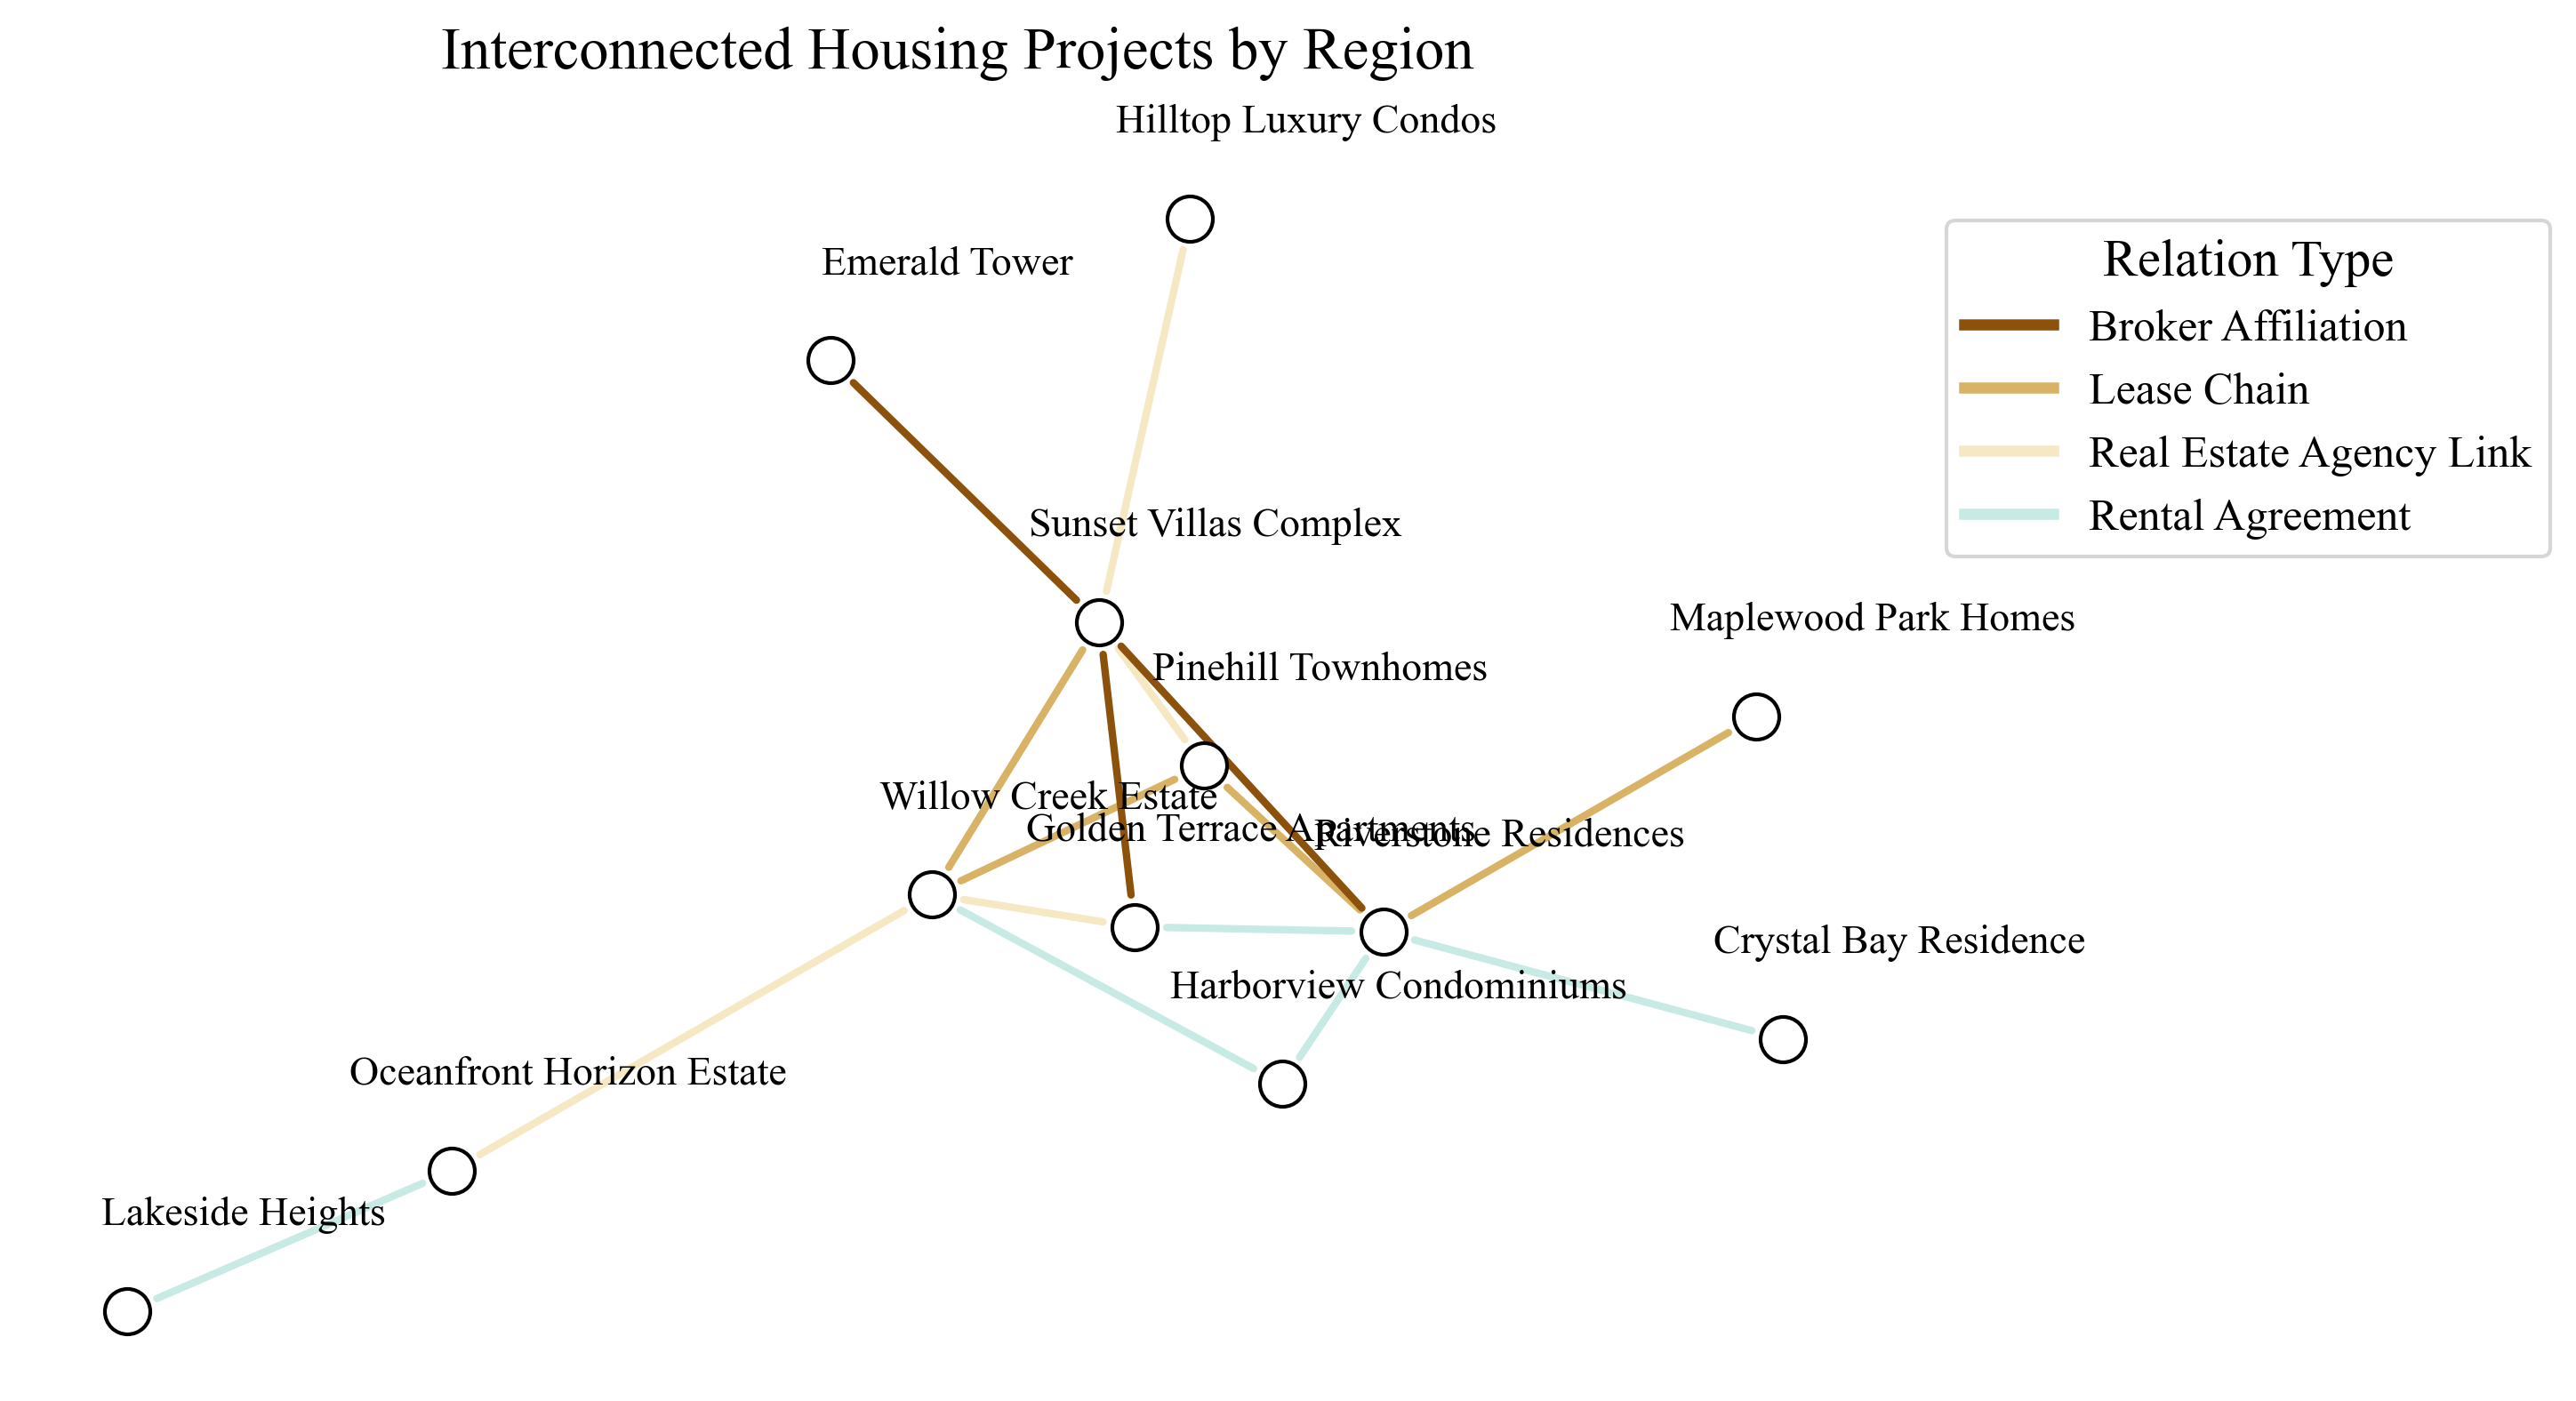 Interconnected Housing Projects by Region
Hilltop Luxury Condos
Emerald Tower
Relation Type
Broker Affiliation
Lease Chain
Real Estate Agency Link
Rental Agreement
Sunset Villas Complex
Maplewood Park Homes
Pinehill Townhomes
Willow Creek Estate
Golden Terrace Apartments
Riverstone Residences
Crystal Bay Residence
Harborview Condominiums
Oceanfront Horizon Estate
Lakeside Heights